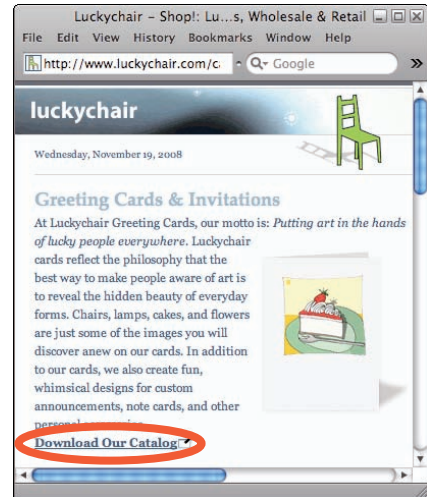 Luckychair – Shop!: Lu...s, Wholesale & Retail
File Edit View History Bookmarks Window Help
http://www.luckychair.com/c Google
luckychair
Wednesday, November 19, 2008
Greeting Cards & Invitations
At Luckychair Greeting Cards, our motto is: Putting art in the hands
of lucky people everywhere. Luckychair
cards reflect the philosophy that the
best way to make people aware of art is
to reveal the hidden beauty of everyday
forms. Chairs, lamps, cakes, and flowers
are just some of the images you will
discover anew on our cards. In addition
to our cards, we also create fun,
whimsical designs for custom
announcements, note cards, and other
Download Our Catalog